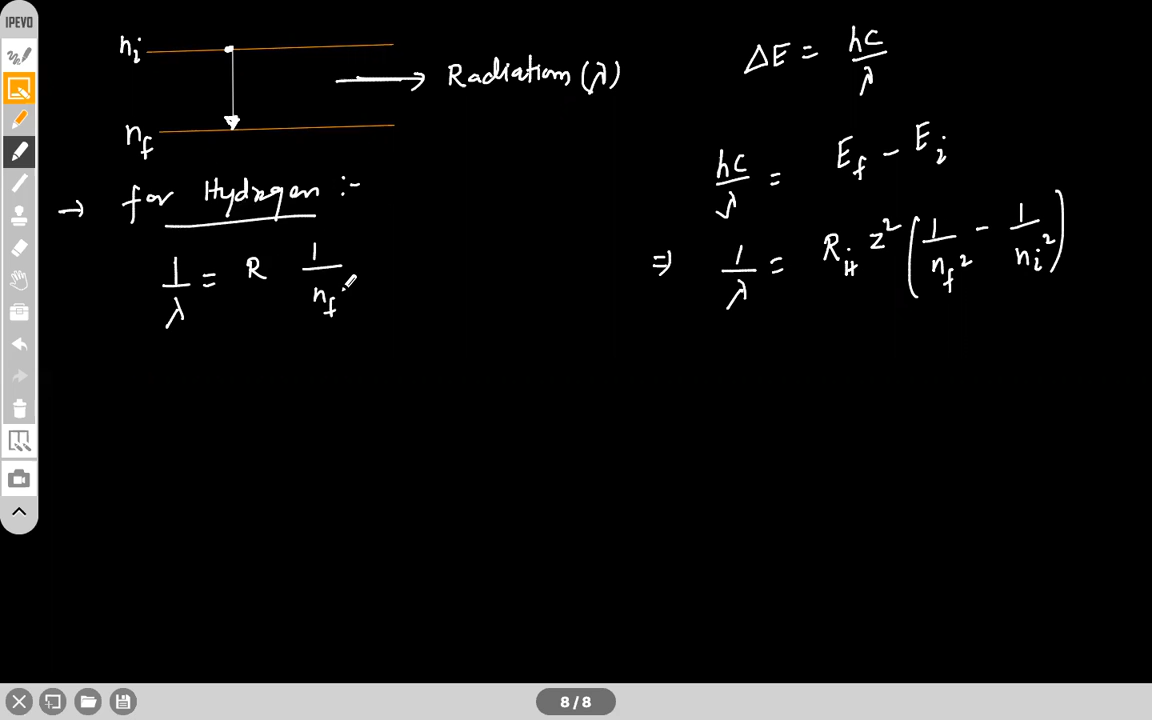 IPEVO
n_i
→ Radiation (λ)
n_f
→ for Hydrogen :-
1/λ = R 1/n_f
ΔE = hc/λ
hc/λ = E_f - E_i
⇒ 1/λ = R_H z² (1/n_f² - 1/n_i²)
8 / 8